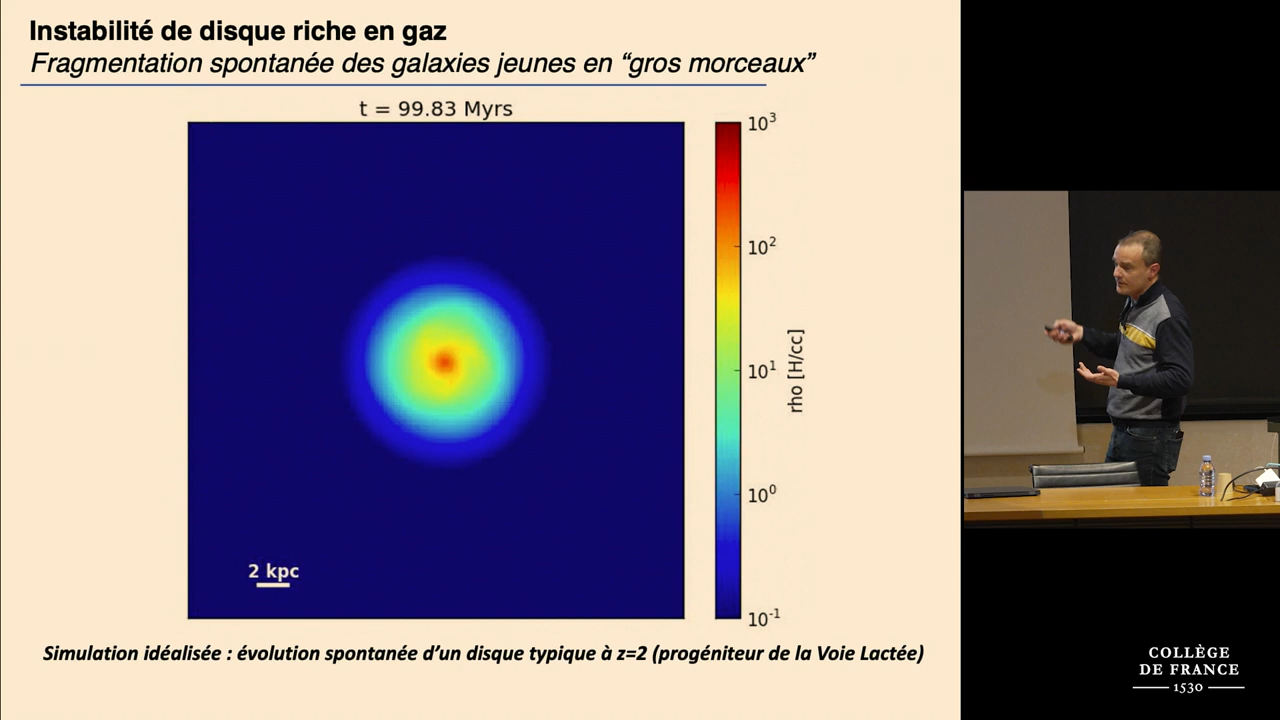 Instabilité de disque riche en gaz
Fragmentation spontanée des galaxies jeunes en “gros morceaux”
t = 99.83 Myrs
10³
10²
10¹
10⁰
10⁻¹
rho [H/cc]
2 kpc
Simulation idéalisée : évolution spontanée d’un disque typique à z=2 (progéniteur de la Voie Lactée)
COLLÈGE
DE FRANCE
1530